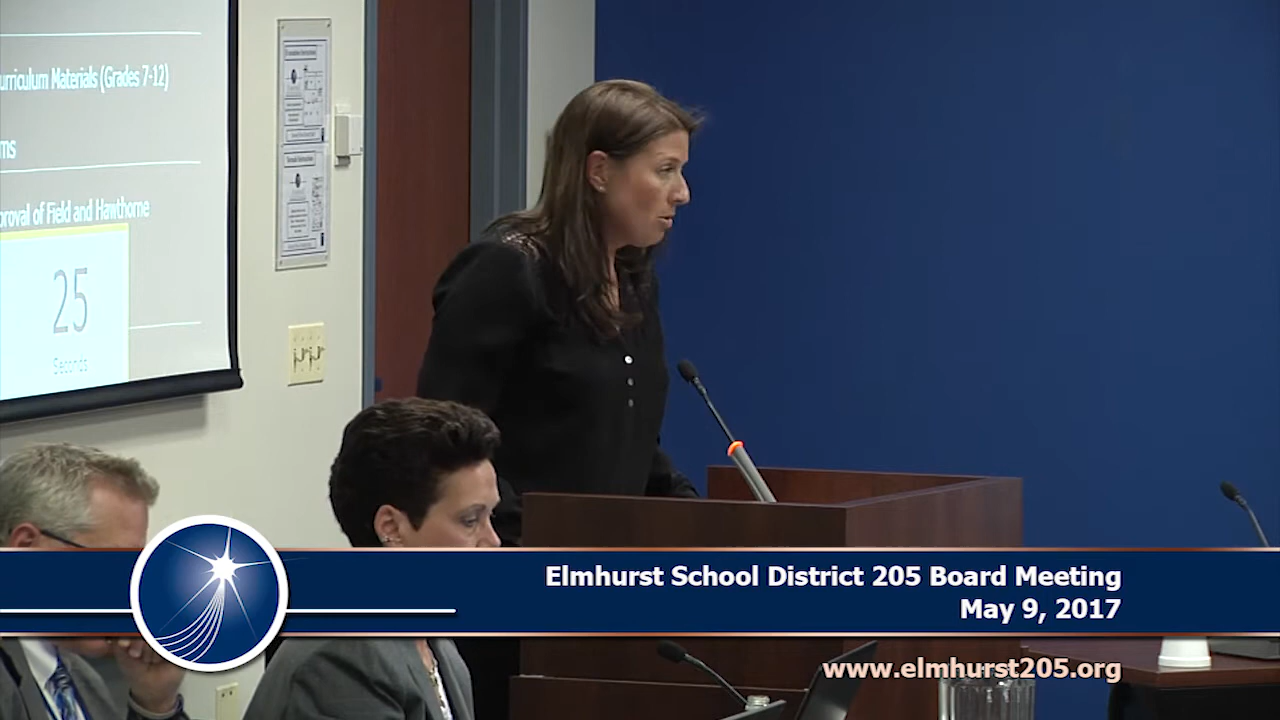 urriculum Materials (Grades 7-12)
ms
proval of Field and Hawthorne
25
Seconds
Elmhurst School District 205 Board Meeting
May 9, 2017
www.elmhurst205.org